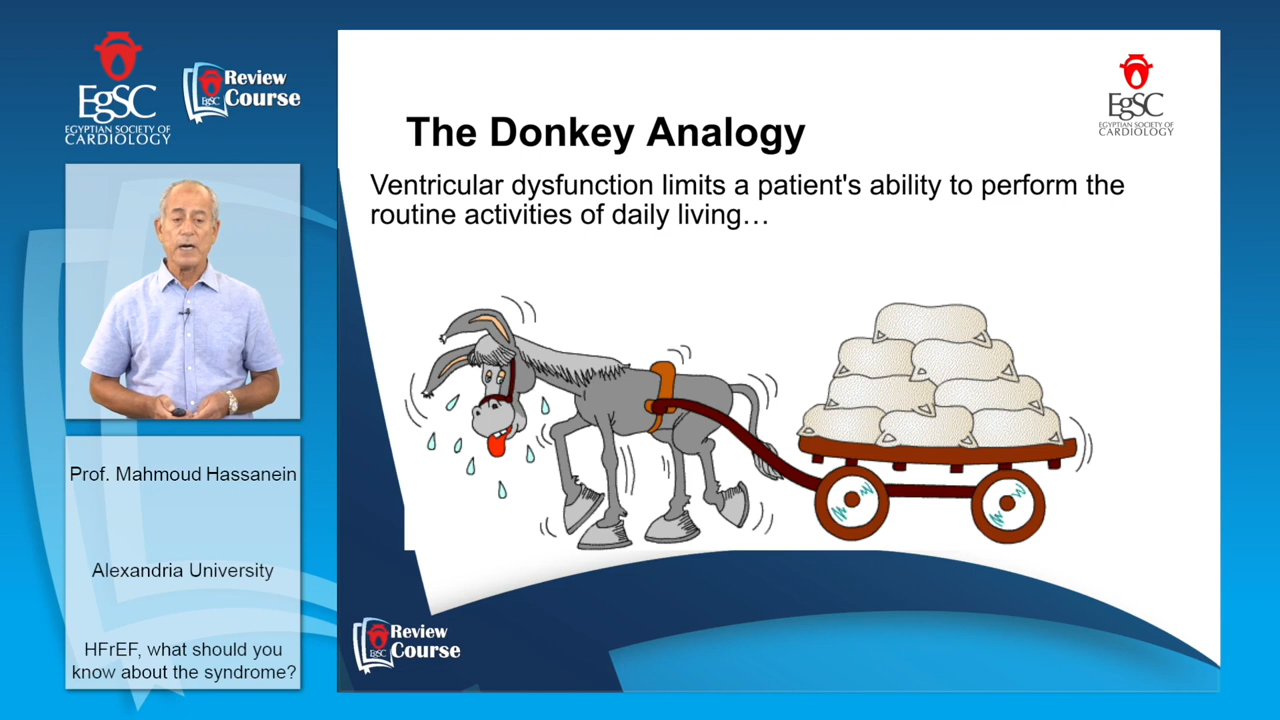 EgSC
EGYPTIAN SOCIETY OF
CARDIOLOGY
EgSC
Review
Course
Prof. Mahmoud Hassanein
Alexandria University
HFrEF, what should you
know about the syndrome?
EgSC
EGYPTIAN SOCIETY OF
CARDIOLOGY
The Donkey Analogy
Ventricular dysfunction limits a patient's ability to perform the
routine activities of daily living…
EgSC
Review
Course